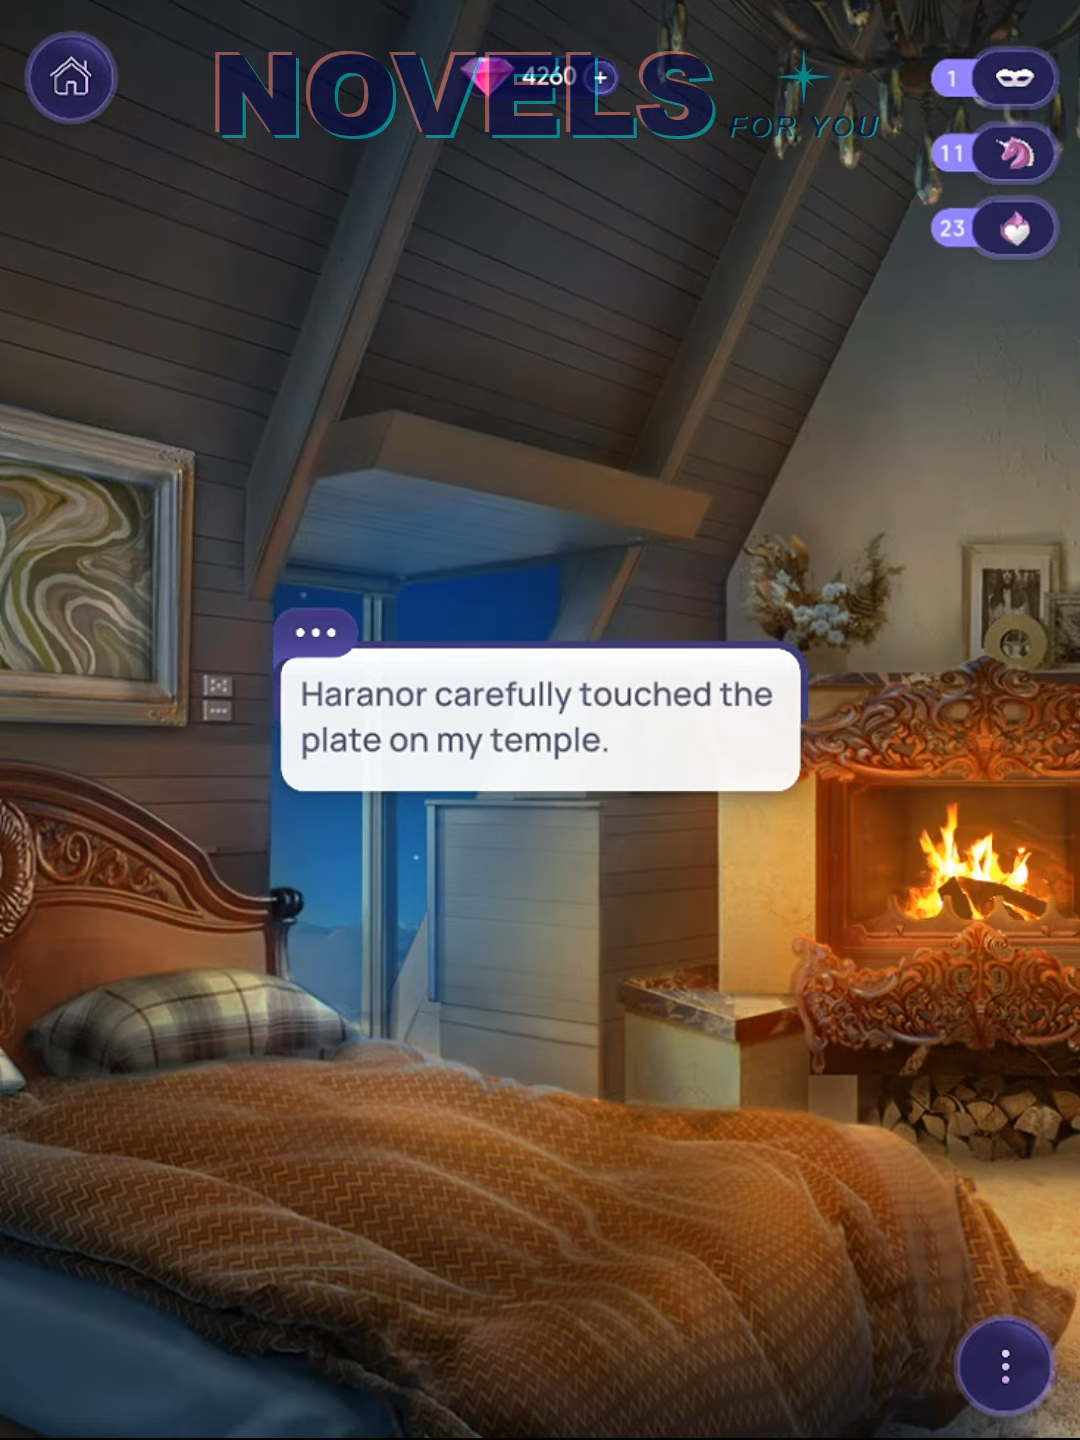 NOVELS
FOR YOU
4260 +
1
11
23
Haranor carefully touched the
plate on my temple.